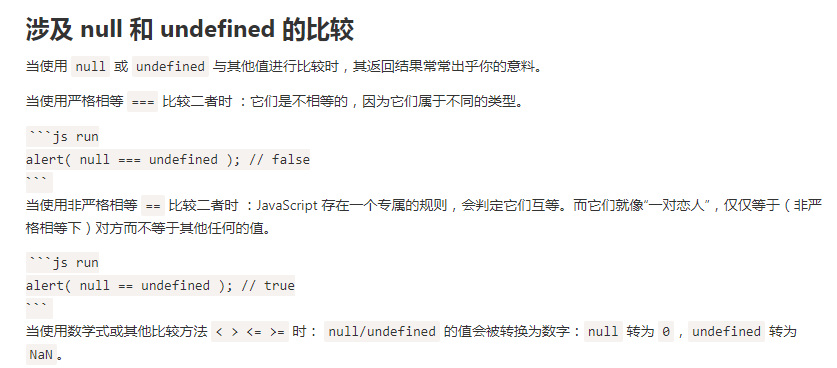 涉及 null 和 undefined 的比较
当使用 null 或 undefined 与其他值进行比较时，其返回结果常常出乎你的意料。
当使用严格相等 === 比较二者时 ：它们是不相等的，因为它们属于不同的类型。
```js run
alert( null === undefined ); // false
```
当使用非严格相等 == 比较二者时 ：JavaScript 存在一个专属的规则，会判定它们互等。而它们就像“一对恋人”，仅仅等于（非严
格相等下）对方而不等于其他任何的值。
```js run
alert( null == undefined ); // true
```
当使用数学式或其他比较方法 < > <= >= 时： null/undefined 的值会被转换为数字：null 转为 0 ，undefined 转为
NaN 。